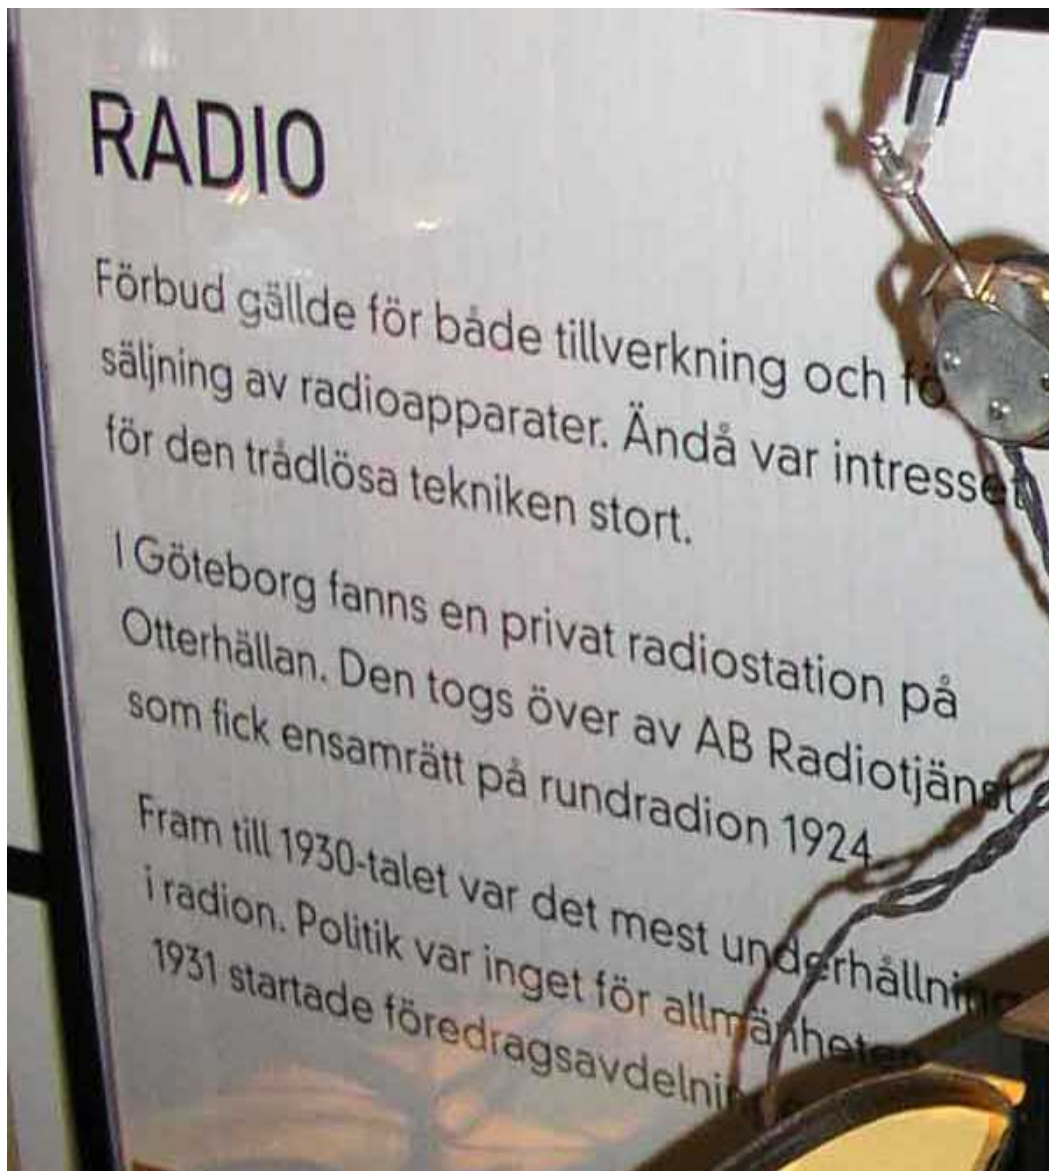 RADIO
Förbud gällde för både tillverkning och
säljning av radioapparater. Ändå var intresset
för den trådlösa tekniken stort.
I Göteborg fanns en privat radiostation på
Otterhällan. Den togs över av AB Radiotjänst
som fick ensamrätt på rundradion 1924.
Fram till 1930-talet var det mest underhållning
i radion. Politik var inget för allmänheten
1931 startade